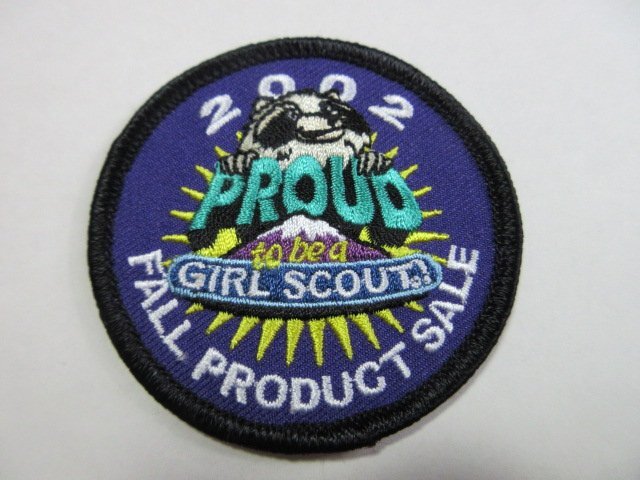 2002
PROUD
to be a
GIRL SCOUT!
FALL PRODUCT SALE